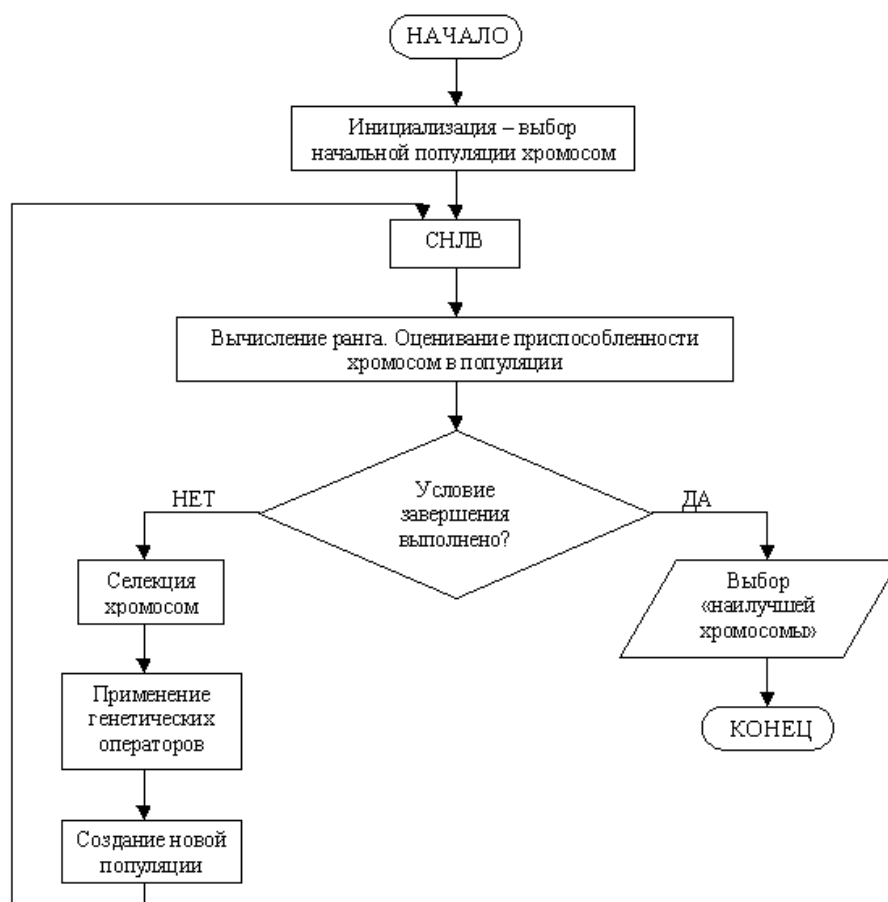 НАЧАЛО
Инициализация – выбор
начальной популяции хромосом
СНЛВ
Вычисление ранга. Оценивание приспособленности
хромосом в популяции
Условие
завершения
выполнено?
НЕТ
ДА
Селекция
хромосом
Применение
генетических
операторов
Создание новой
популяции
Выбор
«наилучшей
хромосомы»
КОНЕЦ